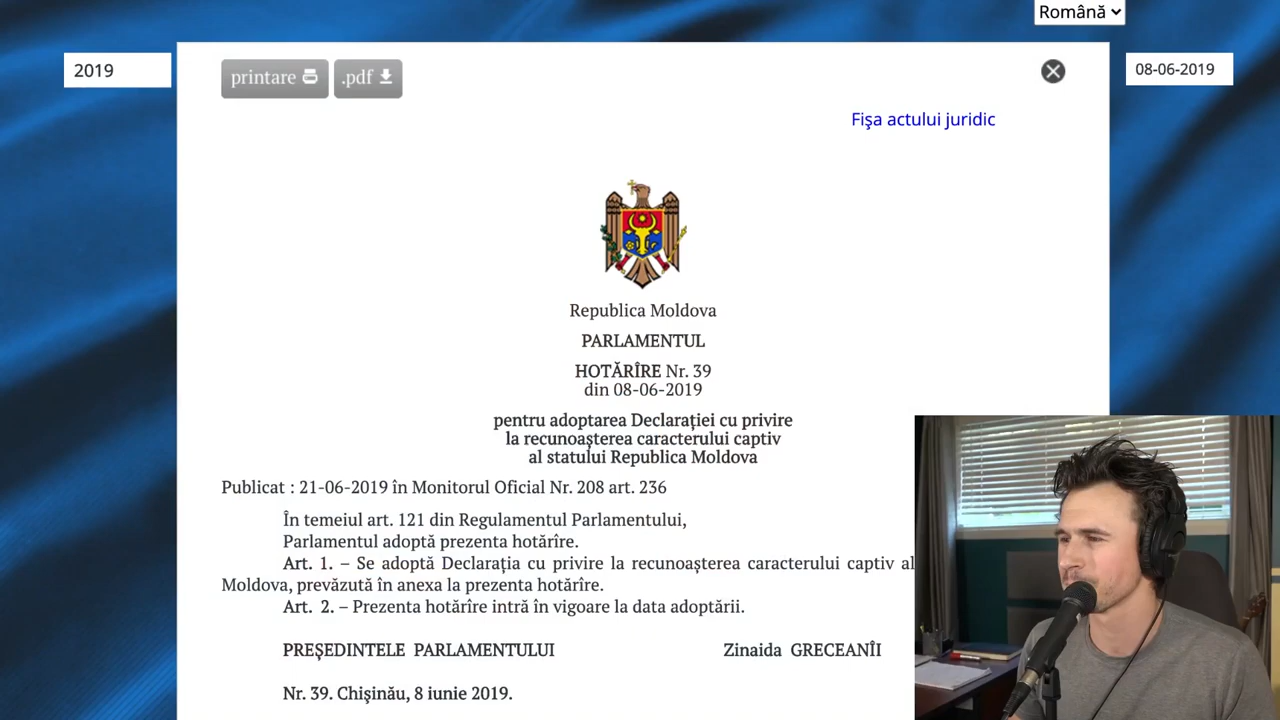 Română
2019
printare
.pdf
08-06-2019
Fişa actului juridic
Republica Moldova
PARLAMENTUL
HOTĂRÎRE Nr. 39
din 08-06-2019
pentru adoptarea Declarației cu privire
la recunoașterea caracterului captiv
al statului Republica Moldova
Publicat : 21-06-2019 în Monitorul Oficial Nr. 208 art. 236
În temeiul art. 121 din Regulamentul Parlamentului,
Parlamentul adoptă prezenta hotărîre.
Art. 1. – Se adoptă Declarația cu privire la recunoașterea caracterului captiv al
Moldova, prevăzută în anexa la prezenta hotărîre.
Art. 2. – Prezenta hotărîre intră în vigoare la data adoptării.
PREȘEDINTELE PARLAMENTULUI Zinaida GRECEANÎI
Nr. 39. Chișinău, 8 iunie 2019.